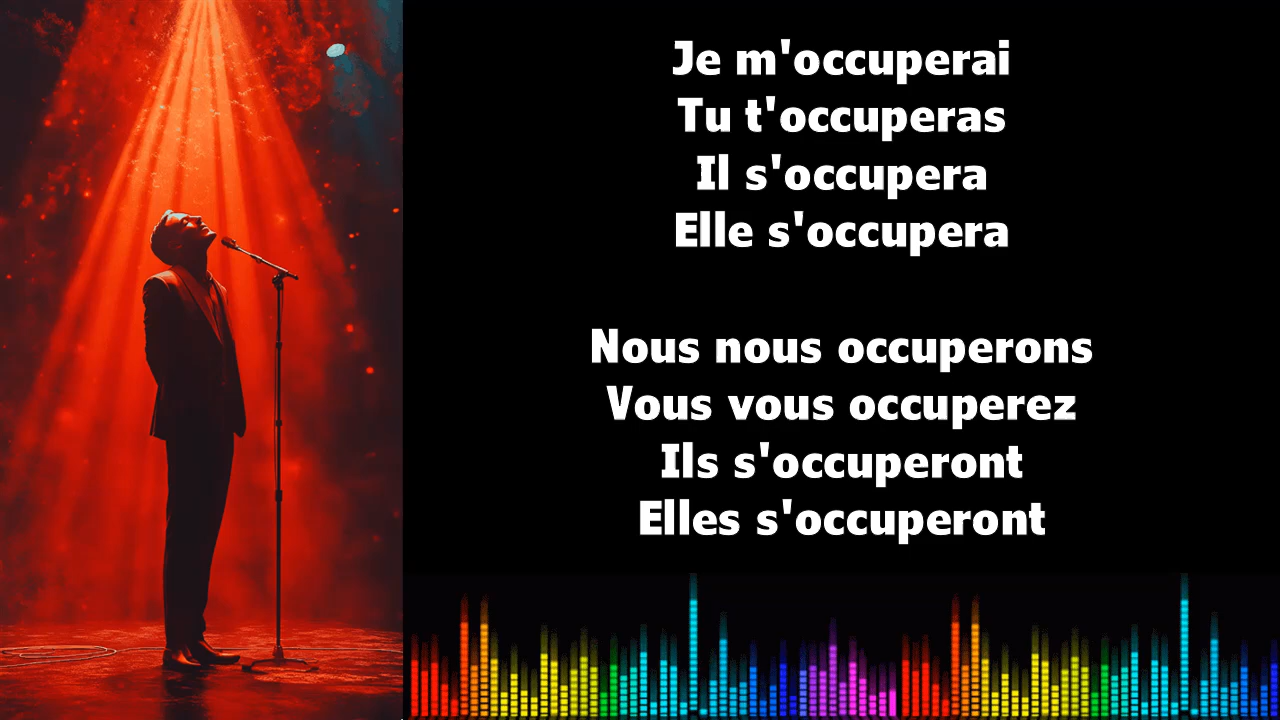 Je m'occuperai
Tu t'occuperas
Il s'occupera
Elle s'occupera
Nous nous occuperons
Vous vous occuperez
Ils s'occuperont
Elles s'occuperont